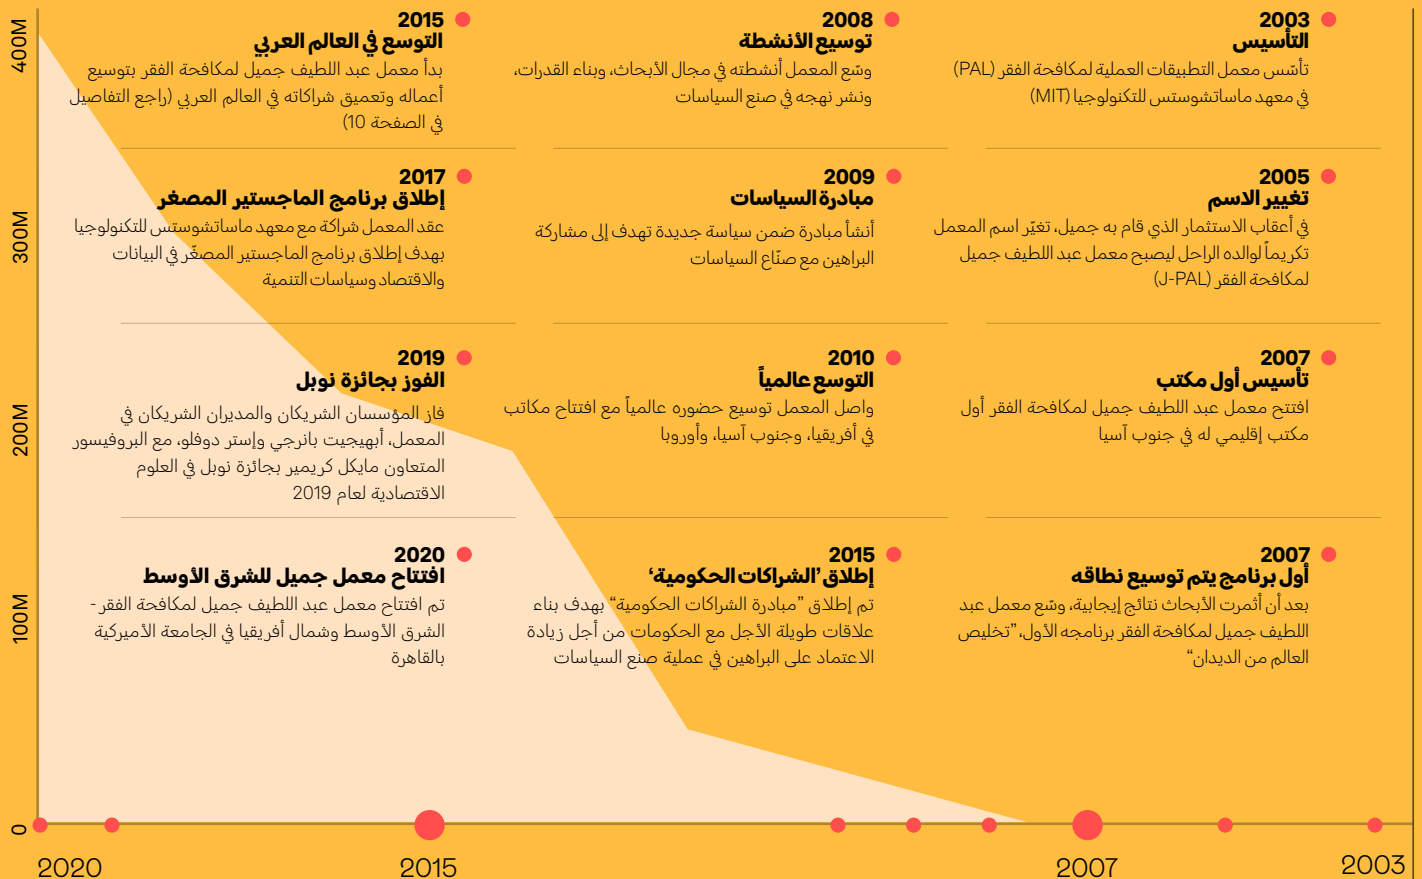 2003
التأسيس
تأسّس معمل التطبيقات العملية لمكافحة الفقر (PAL)
في معهد ماساتشوستس للتكنولوجيا (MIT)
2005
تغيير الاسم
في أعقاب الاستثمار الذي قام به جميل، تغيّر اسم المعمل
تكريماً لوالده الراحل ليصبح معمل عبد اللطيف جميل
لمكافحة الفقر (J-PAL)
2007
تأسيس أول مكتب
افتتح معمل عبد اللطيف جميل لمكافحة الفقر أول
مكتب إقليمي له في جنوب آسيا
2007
أول برنامج يتم توسيع نطاقه
بعد أن أثمرت الأبحاث نتائج إيجابية، وسّع معمل عبد
اللطيف جميل لمكافحة الفقر برنامجه الأول، ”تخليص
العالم من الديدان“
2008
توسيع الأنشطة
وسّع المعمل أنشطته في مجال الأبحاث، وبناء القدرات،
ونشر نهجه في صنع السياسات
2009
مبادرة السياسات
أنشأ مبادرة ضمن سياسة جديدة تهدف إلى مشاركة
البراهين مع صنّاع السياسات
2010
التوسع عالمياً
واصل المعمل توسيع حضوره عالمياً مع افتتاح مكاتب
في أفريقيا، وجنوب آسيا، وأوروبا
2015
إطلاق ’الشراكات الحكومية‘
تم إطلاق ”مبادرة الشراكات الحكومية“ بهدف بناء
علاقات طويلة الأجل مع الحكومات من أجل زيادة
الاعتماد على البراهين في عملية صنع السياسات
2015
التوسع في العالم العربي
بدأ معمل عبد اللطيف جميل لمكافحة الفقر بتوسيع
أعماله وتعميق شراكاته في العالم العربي (راجع التفاصيل
في الصفحة 10)
2017
إطلاق برنامج الماجستير المصغر
عقد المعمل شراكة مع معهد ماساتشوستس للتكنولوجيا
بهدف إطلاق برنامج الماجستير المصغّر في البيانات
والاقتصاد وسياسات التنمية
2019
الفوز بجائزة نوبل
فاز المؤسسان الشريكان والمديران الشريكان في
المعمل، أبهيجيت بانرجي وإستر دوفلو، مع البروفيسور
المتعاون مايكل كريمير بجائزة نوبل في العلوم
الاقتصادية لعام 2019
2020
افتتاح معمل جميل للشرق الأوسط
تم افتتاح معمل عبد اللطيف جميل لمكافحة الفقر -
الشرق الأوسط وشمال أفريقيا في الجامعة الأميركية
بالقاهرة
400M
300M
200M
100M
0
2003
2007
2015
2020